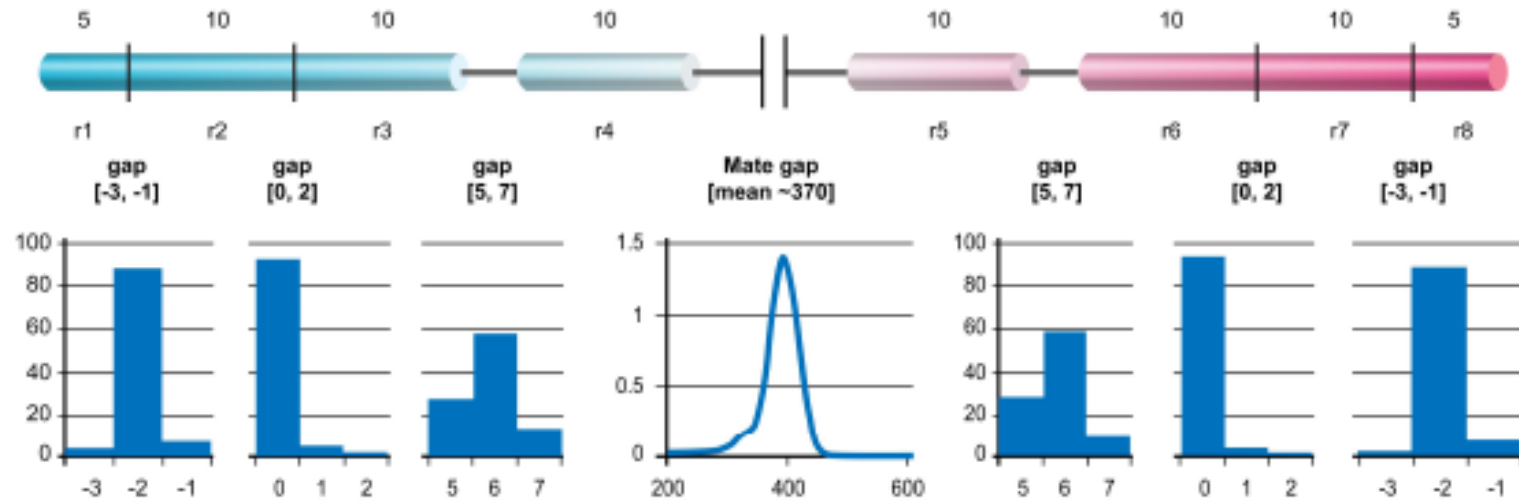 5 10 10 10 10 10 10 5
r1 r2 r3 r4 r5 r6 r7 r8
gap gap gap Mate gap gap gap gap
[-3, -1] [0, 2] [5, 7] [mean ~370] [5, 7] [0, 2] [-3, -1]
100 1.5 100
80 80
60 1 60
40 0.5 40
20 20
0 0 0
-3 -2 -1 0 1 2 5 6 7 200 400 600 5 6 7 0 1 2 -3 -2 -1